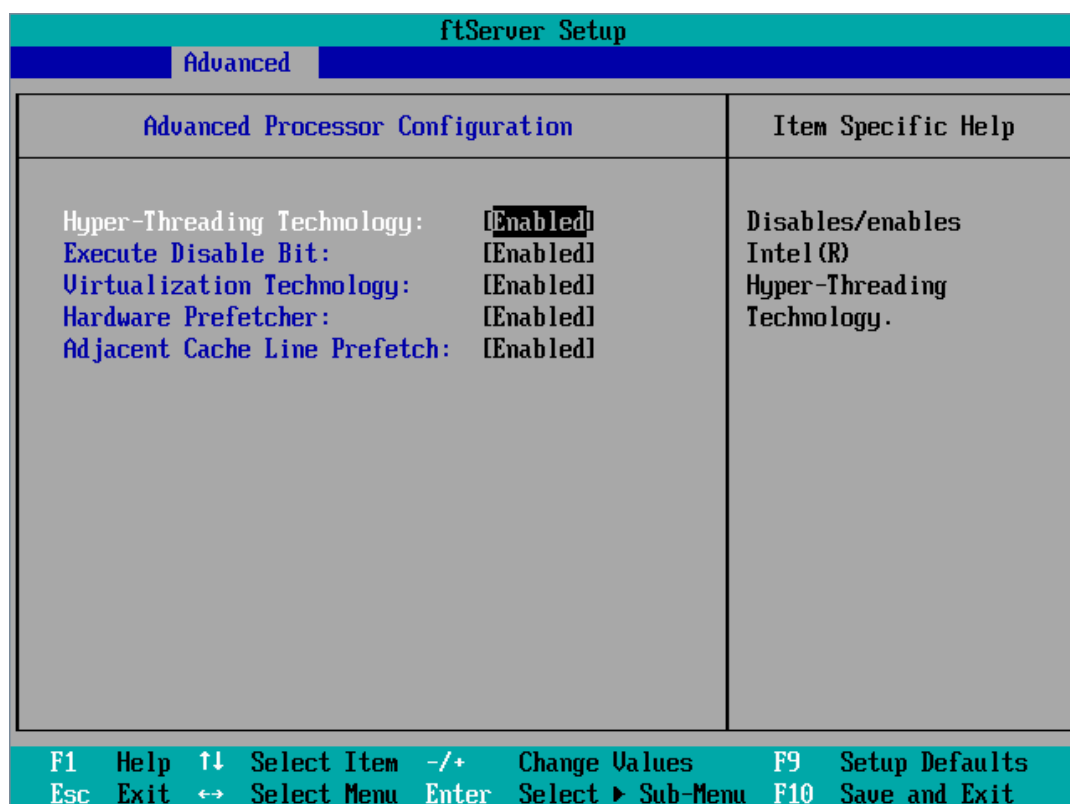 ftServer Setup
Advanced
Advanced Processor Configuration
Item Specific Help
Hyper-Threading Technology: [Enabled]
Execute Disable Bit: [Enabled]
Virtualization Technology: [Enabled]
Hardware Prefetcher: [Enabled]
Adjacent Cache Line Prefetch: [Enabled]
Disables/enables
Intel(R)
Hyper-Threading
Technology.
F1 Help ↑↓ Select Item -/+ Change Values F9 Setup Defaults
Esc Exit ↔ Select Menu Enter Select ▶ Sub-Menu F10 Save and Exit